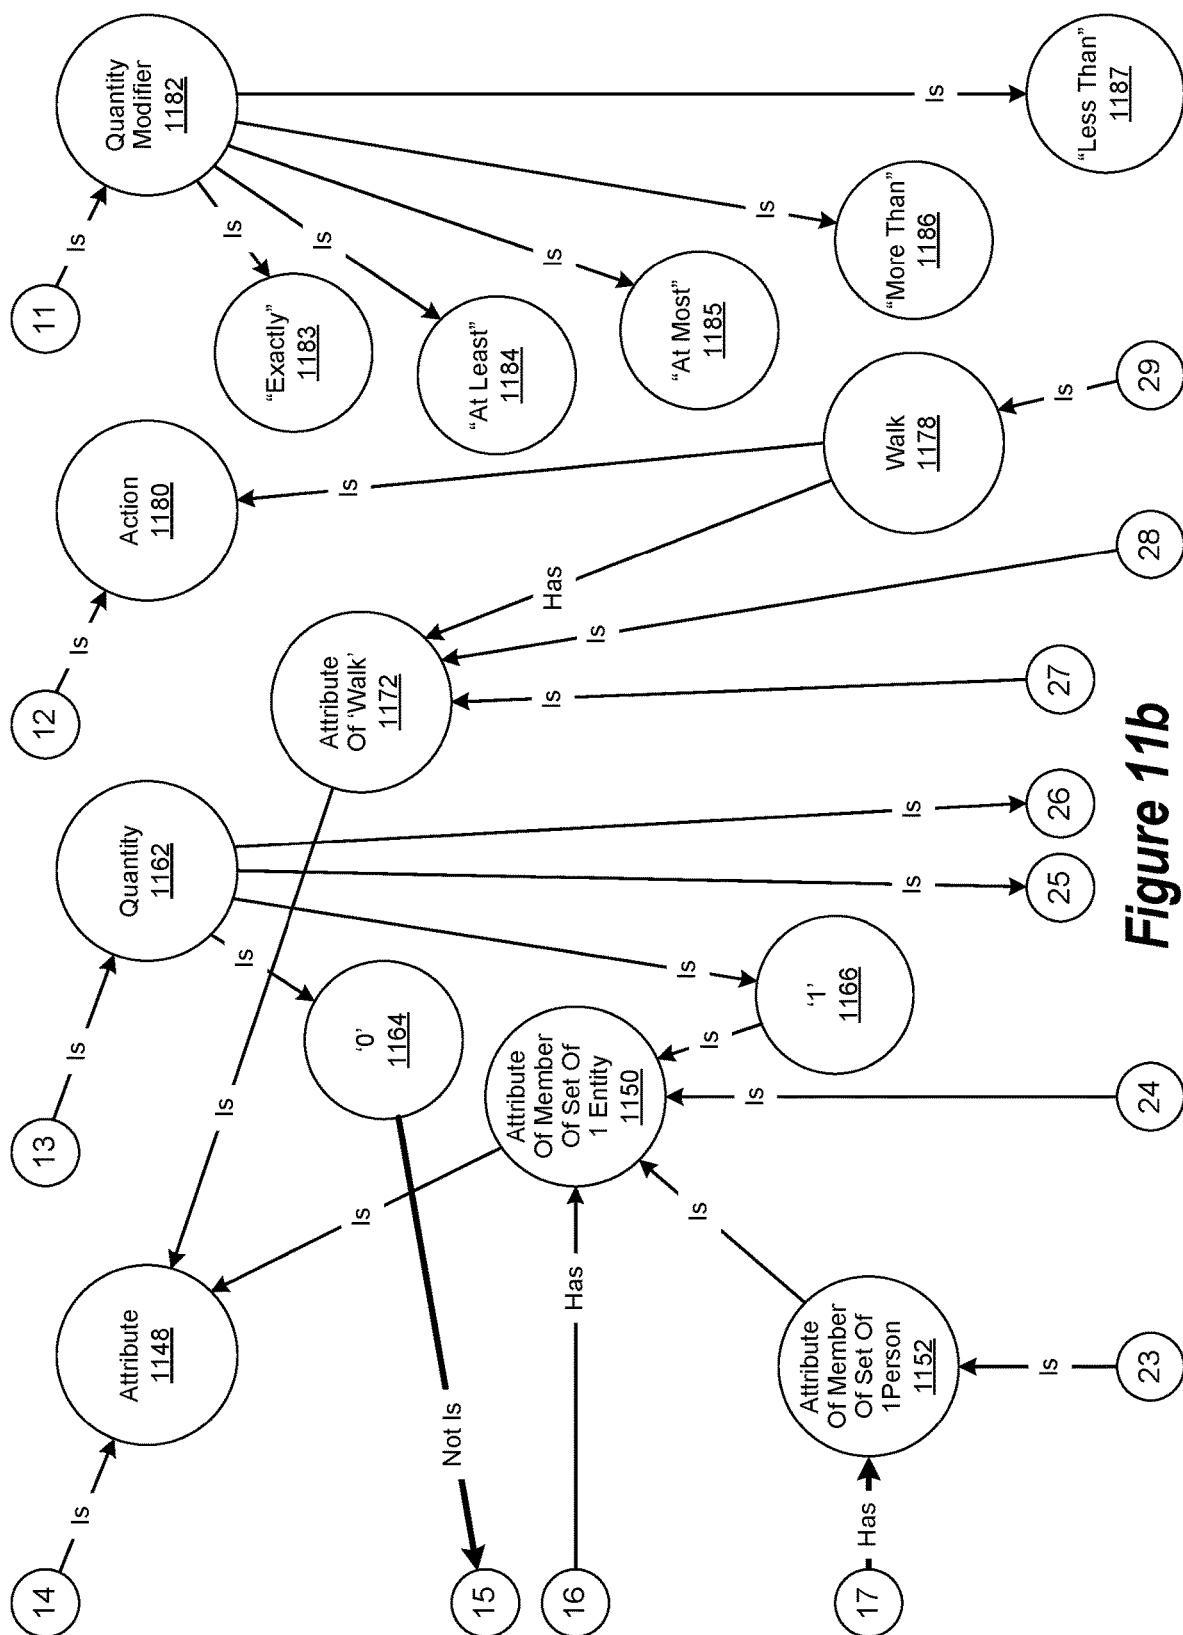 14
Is
Attribute
1148
13
Is
Quantity
1162
12
Is
Action
1180
11
Is
Quantity
Modifier
1182
Is
Is
Is
Is
Is
"Exactly"
1183
"At Least"
1184
"At Most"
1185
"More Than"
1186
"Less Than"
1187
Is
Is
Attribute
Of 'Walk'
1172
Has
Is
Walk
1178
Is
29
Is
28
Is
27
Is
26
Is
25
Is
'0'
1164
Not Is
15
Is
'1'
1166
Is
Attribute
Of Member
Of Set Of
1 Entity
1150
Is
24
Has
16
Is
Attribute
Of Member
Of Set Of
1Person
1152
Has
17
Is
23
Figure 11b